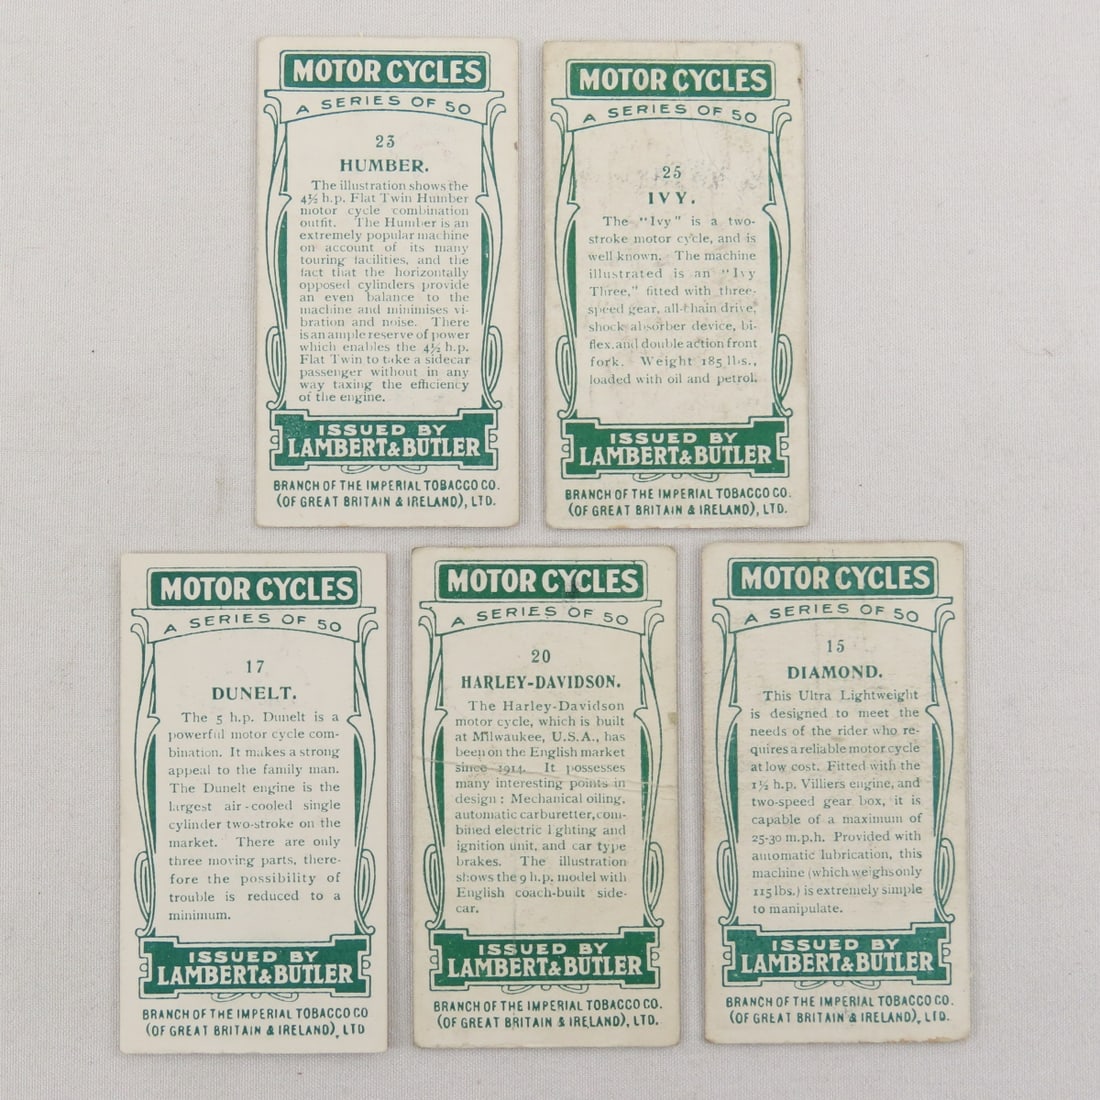 MOTOR CYCLES
A SERIES OF 50
23
HUMBER.
The illustration shows the
4½ h.p. Flat Twin Humber
motor cycle combination
outfit. The Humber is an
extremely popular machine
on account of its many
touring facilities, and the
fact that the horizontally
opposed cylinders provide
an even balance to the
machine and minimises vi-
bration and noise. There
is an ample reserve of power
which enables the 4½ h.p.
Flat Twin to take a sidecar
passenger without in any
way taxing the efficiency
of the engine.
ISSUED BY
LAMBERT & BUTLER
BRANCH OF THE IMPERIAL TOBACCO CO.
(OF GREAT BRITAIN & IRELAND), LTD.
MOTOR CYCLES
A SERIES OF 50
25
IVY.
The "Ivy" is a two-
stroke motor cycle, and is
well known. The machine
illustrated is an "Ivy
Three," fitted with three-
speed gear, all-chain drive,
shock absorber device, bi-
flex, and double action front
fork. Weight 185 lbs.,
loaded with oil and petrol.
ISSUED BY
LAMBERT & BUTLER
BRANCH OF THE IMPERIAL TOBACCO CO.
(OF GREAT BRITAIN & IRELAND), LTD.
MOTOR CYCLES
A SERIES OF 50
17
DUNELT.
The 5 h.p. Dunelt is a
powerful motor cycle com-
bination. It makes a strong
appeal to the family man.
The Dunelt engine is the
largest air-cooled single
cylinder two-stroke on the
market. There are only
three moving parts, there-
fore the possibility of
trouble is reduced to a
minimum.
ISSUED BY
LAMBERT & BUTLER
BRANCH OF THE IMPERIAL TOBACCO CO.
(OF GREAT BRITAIN & IRELAND), LTD
MOTOR CYCLES
A SERIES OF 50
20
HARLEY-DAVIDSON.
The Harley-Davidson
motor cycle, which is built
at Milwaukee, U.S.A., has
been on the English market
since 1914. It possesses
many interesting points in
design: Mechanical oiling,
automatic carburetter, com-
bined electric lighting and
ignition unit, and car type
brakes. The illustration
shows the 9 h.p. model with
English coach-built side-
car.
ISSUED BY
LAMBERT & BUTLER
BRANCH OF THE IMPERIAL TOBACCO CO.
(OF GREAT BRITAIN & IRELAND), LTD.
MOTOR CYCLES
A SERIES OF 50
15
DIAMOND.
This Ultra Lightweight
is designed to meet the
needs of the rider who re-
quires a reliable motor cycle
at low cost. Fitted with the
1½ h.p. Villiers engine, and
two-speed gear box, it is
capable of a maximum of
25-30 m.p.h. Provided with
automatic lubrication, this
machine (which weighs only
115 lbs.) is extremely simple
to manipulate.
ISSUED BY
LAMBERT & BUTLER
BRANCH OF THE IMPERIAL TOBACCO CO.
(OF GREAT BRITAIN & IRELAND), LTD.